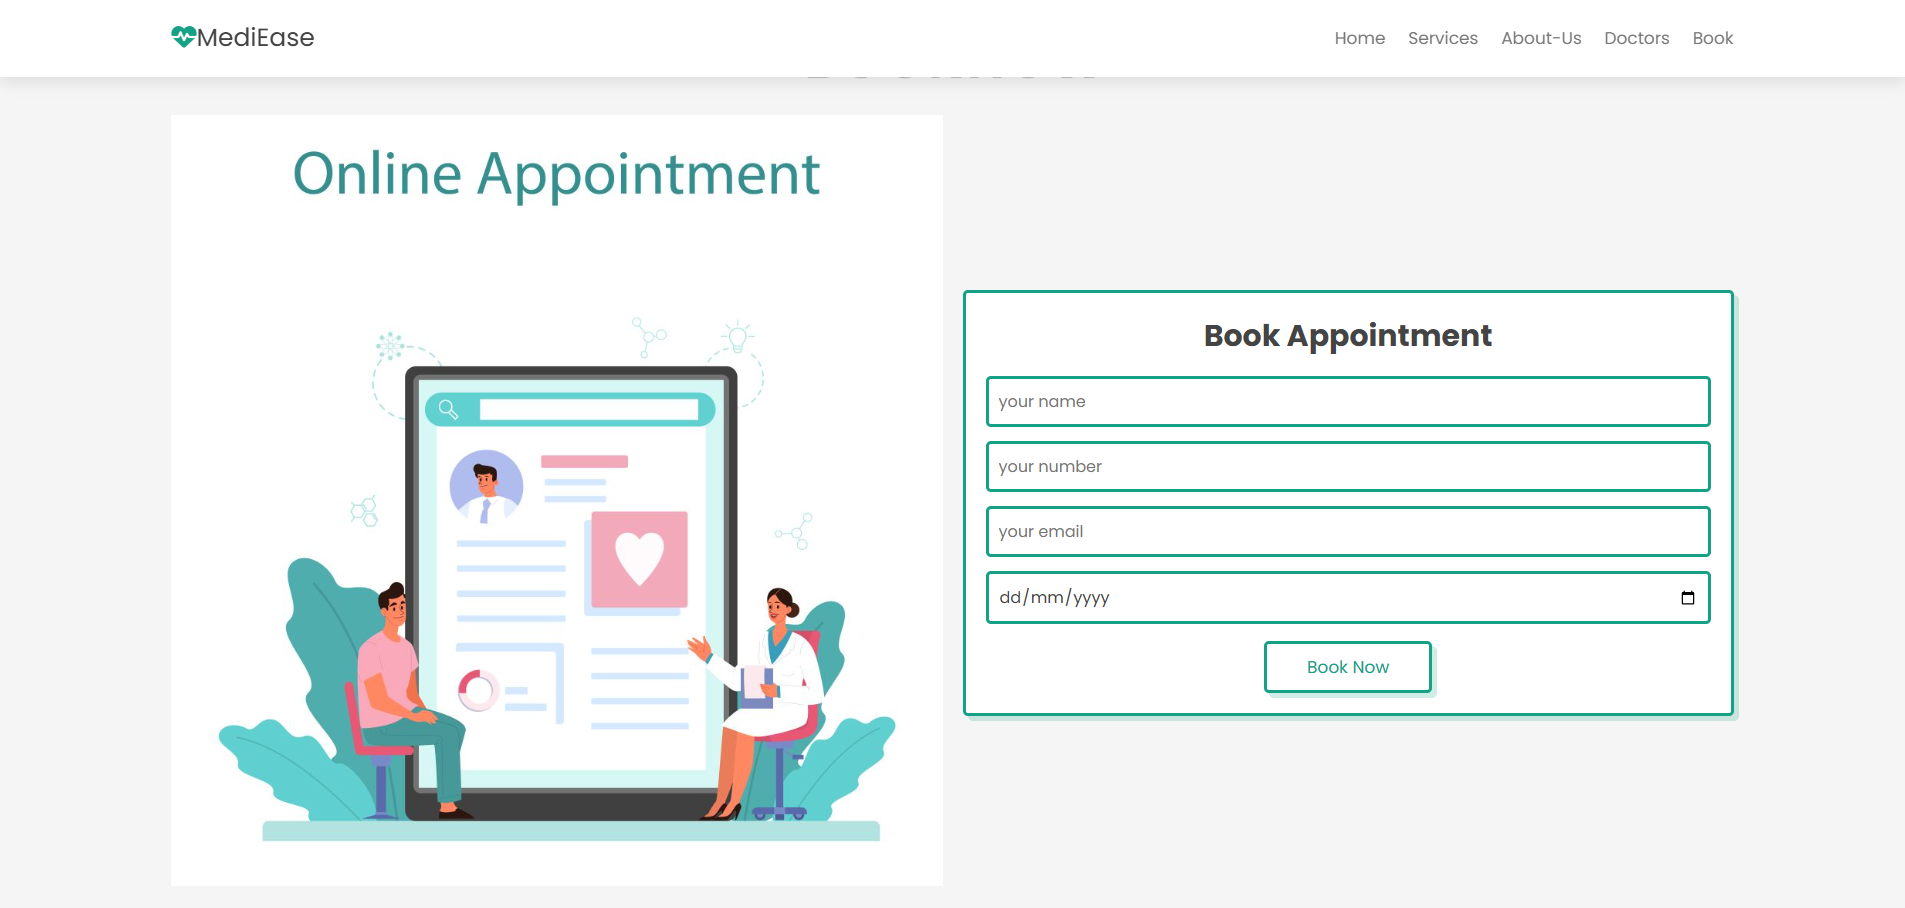 MediEase
Home Services About-Us Doctors Book
Online Appointment
Book Appointment
your name
your number
your email
dd/mm/yyyy
Book Now